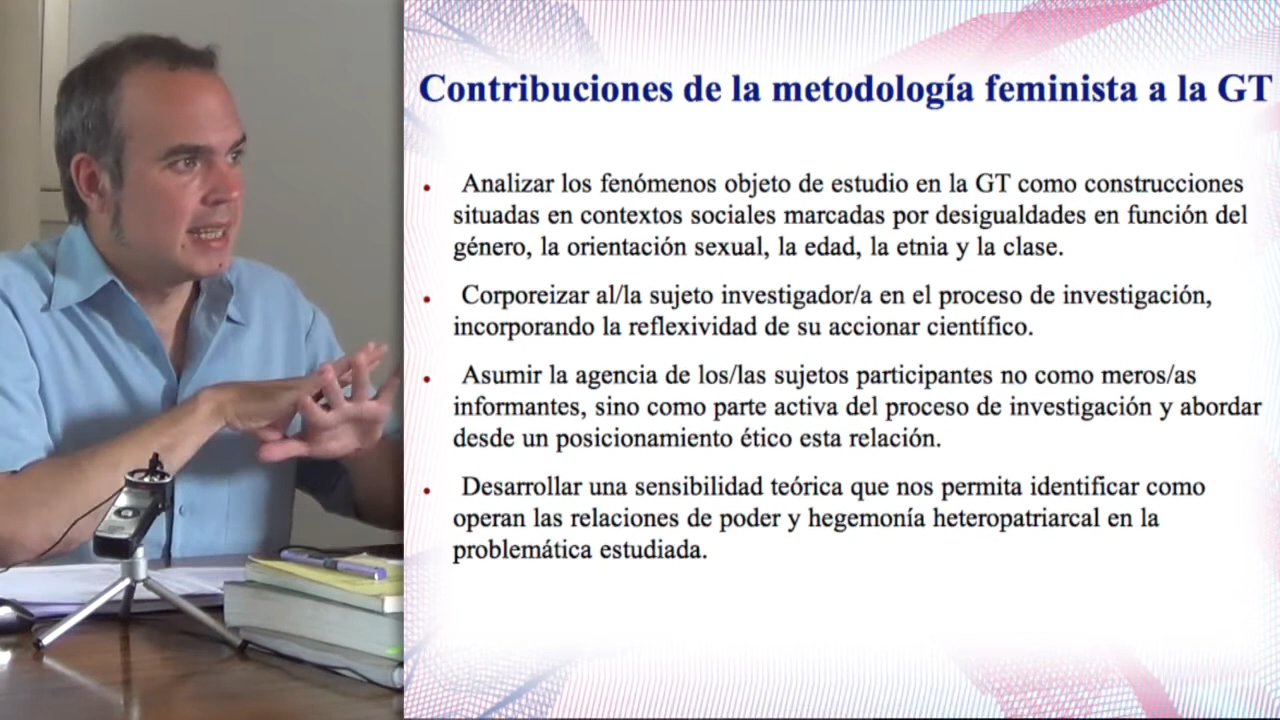 Contribuciones de la metodología feminista a la GT
• Analizar los fenómenos objeto de estudio en la GT como construcciones
situadas en contextos sociales marcadas por desigualdades en función del
género, la orientación sexual, la edad, la etnia y la clase.
• Corporeizar al/la sujeto investigador/a en el proceso de investigación,
incorporando la reflexividad de su accionar científico.
• Asumir la agencia de los/las sujetos participantes no como meros/as
informantes, sino como parte activa del proceso de investigación y abordar
desde un posicionamiento ético esta relación.
• Desarrollar una sensibilidad teórica que nos permita identificar como
operan las relaciones de poder y hegemonía heteropatriarcal en la
problemática estudiada.